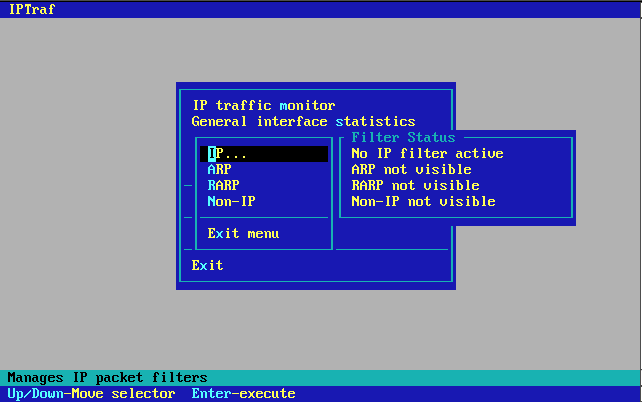 IPTraf
IP traffic monitor
General interface statistics
IP...
ARP
RARP
Non-IP
Exit menu
Filter Status
No IP filter active
ARP not visible
RARP not visible
Non-IP not visible
Exit
Manages IP packet filters
Up/Down-Move selector  Enter-execute